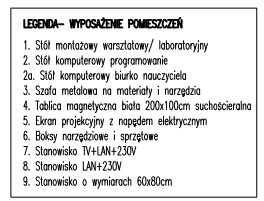 LEGENDA– WYPOSAŻENIE POMIESZCZEŃ
1. Stół montażowy warsztatowy/ laboratoryjny
2. Stół komputerowy programowanie
2a. Stół komputerowy biurko nauczyciela
3. Szafa metalowa na materiały i narzędzia
4. Tablica magnetyczna biała 200x100cm suchościeralna
5. Ekran projekcyjny z napędem elektrycznym
6. Boksy narzędziowe i sprzętowe
7. Stanowisko TV+LAN+230V
8. Stanowisko LAN+230V
9. Stanowisko o wymiarach 60x80cm